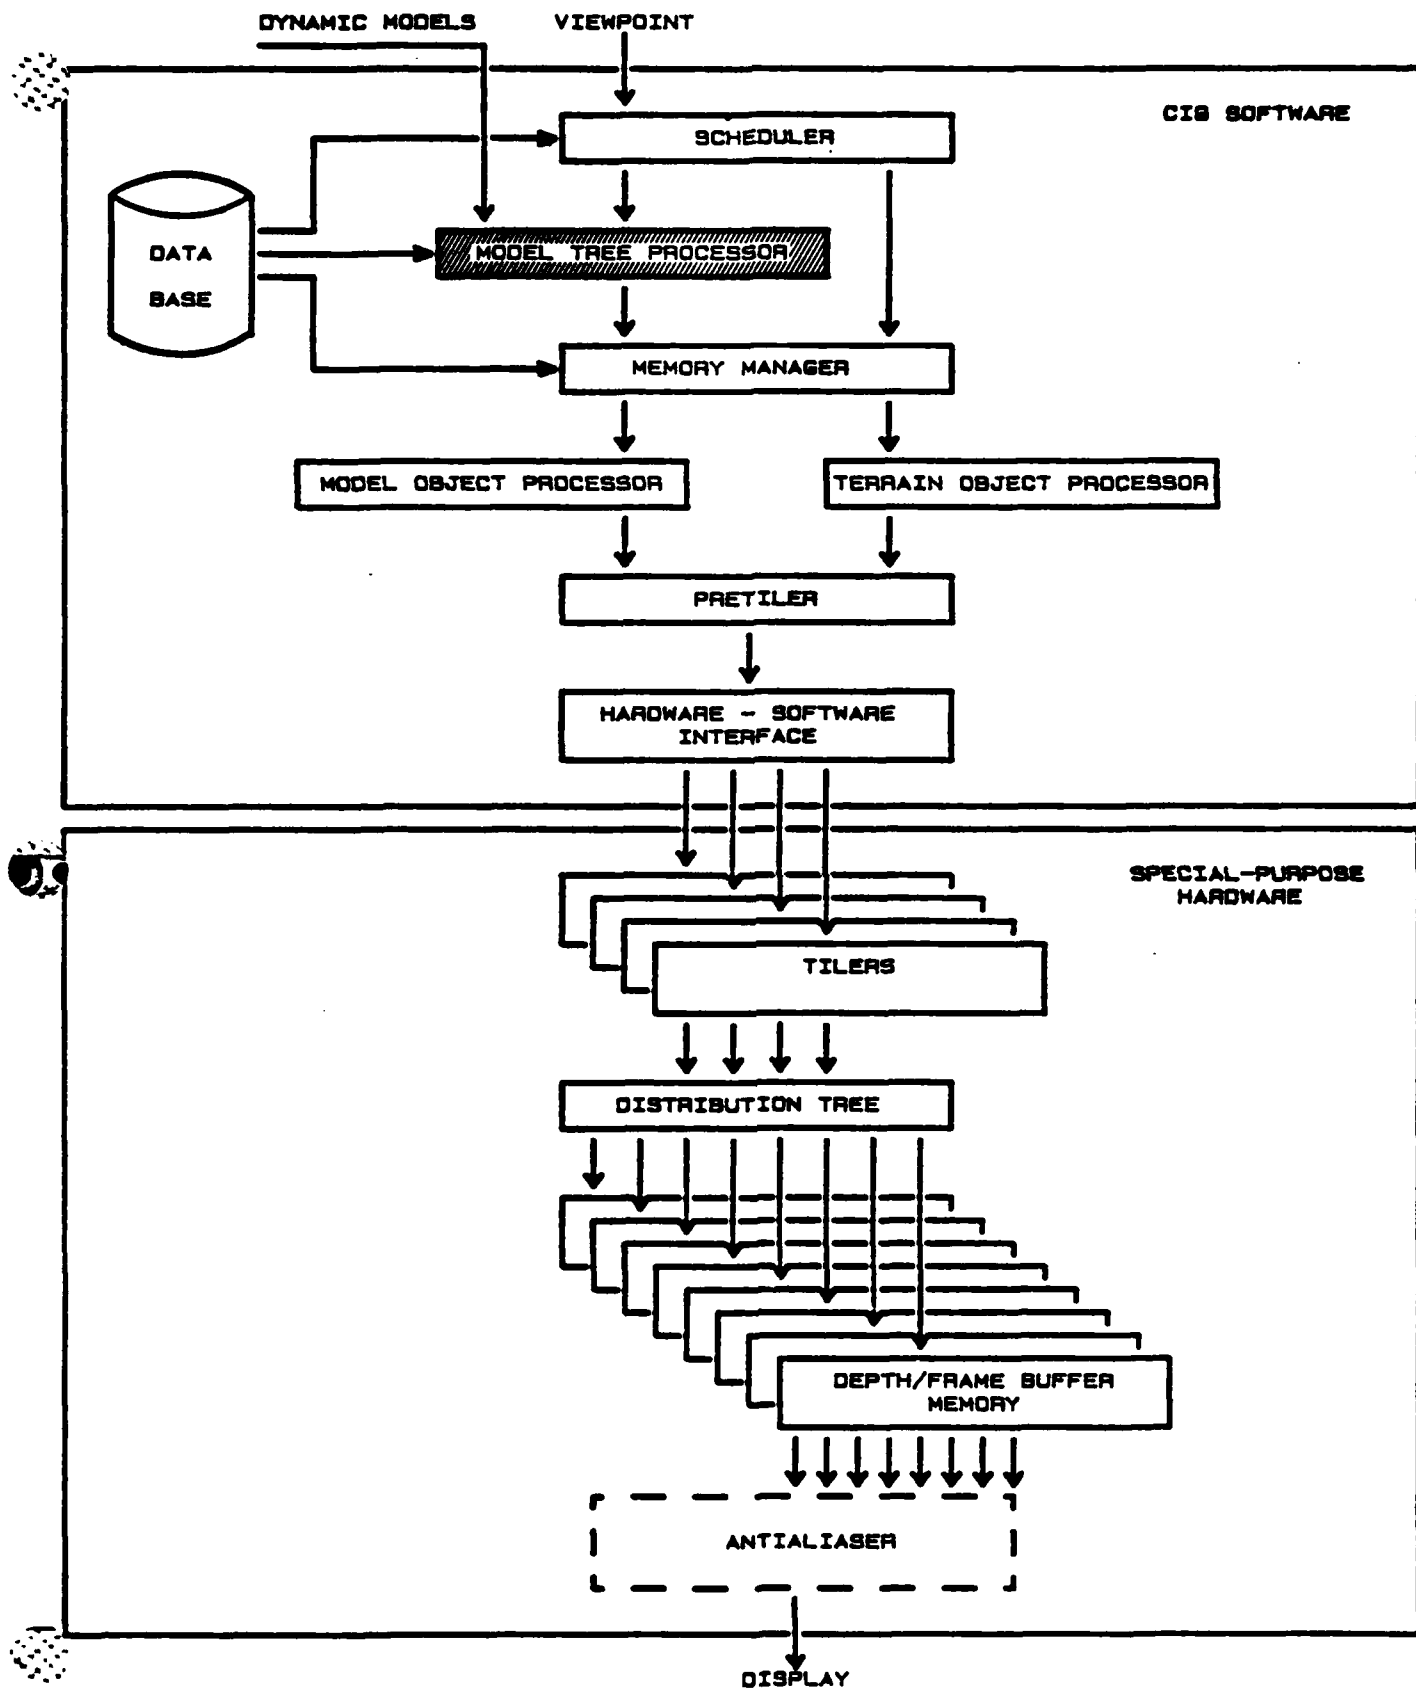 DYNAMIC MODELS
VIEWPOINT
CIG SOFTWARE
SCHEDULER
DATA
BASE
MODEL TREE PROCESSOR
MEMORY MANAGER
MODEL OBJECT PROCESSOR
TERRAIN OBJECT PROCESSOR
PRETILER
HARDWARE - SOFTWARE
INTERFACE
SPECIAL-PURPOSE
HARDWARE
TILERS
DISTRIBUTION TREE
DEPTH/FRAME BUFFER
MEMORY
ANTIALIASER
DISPLAY